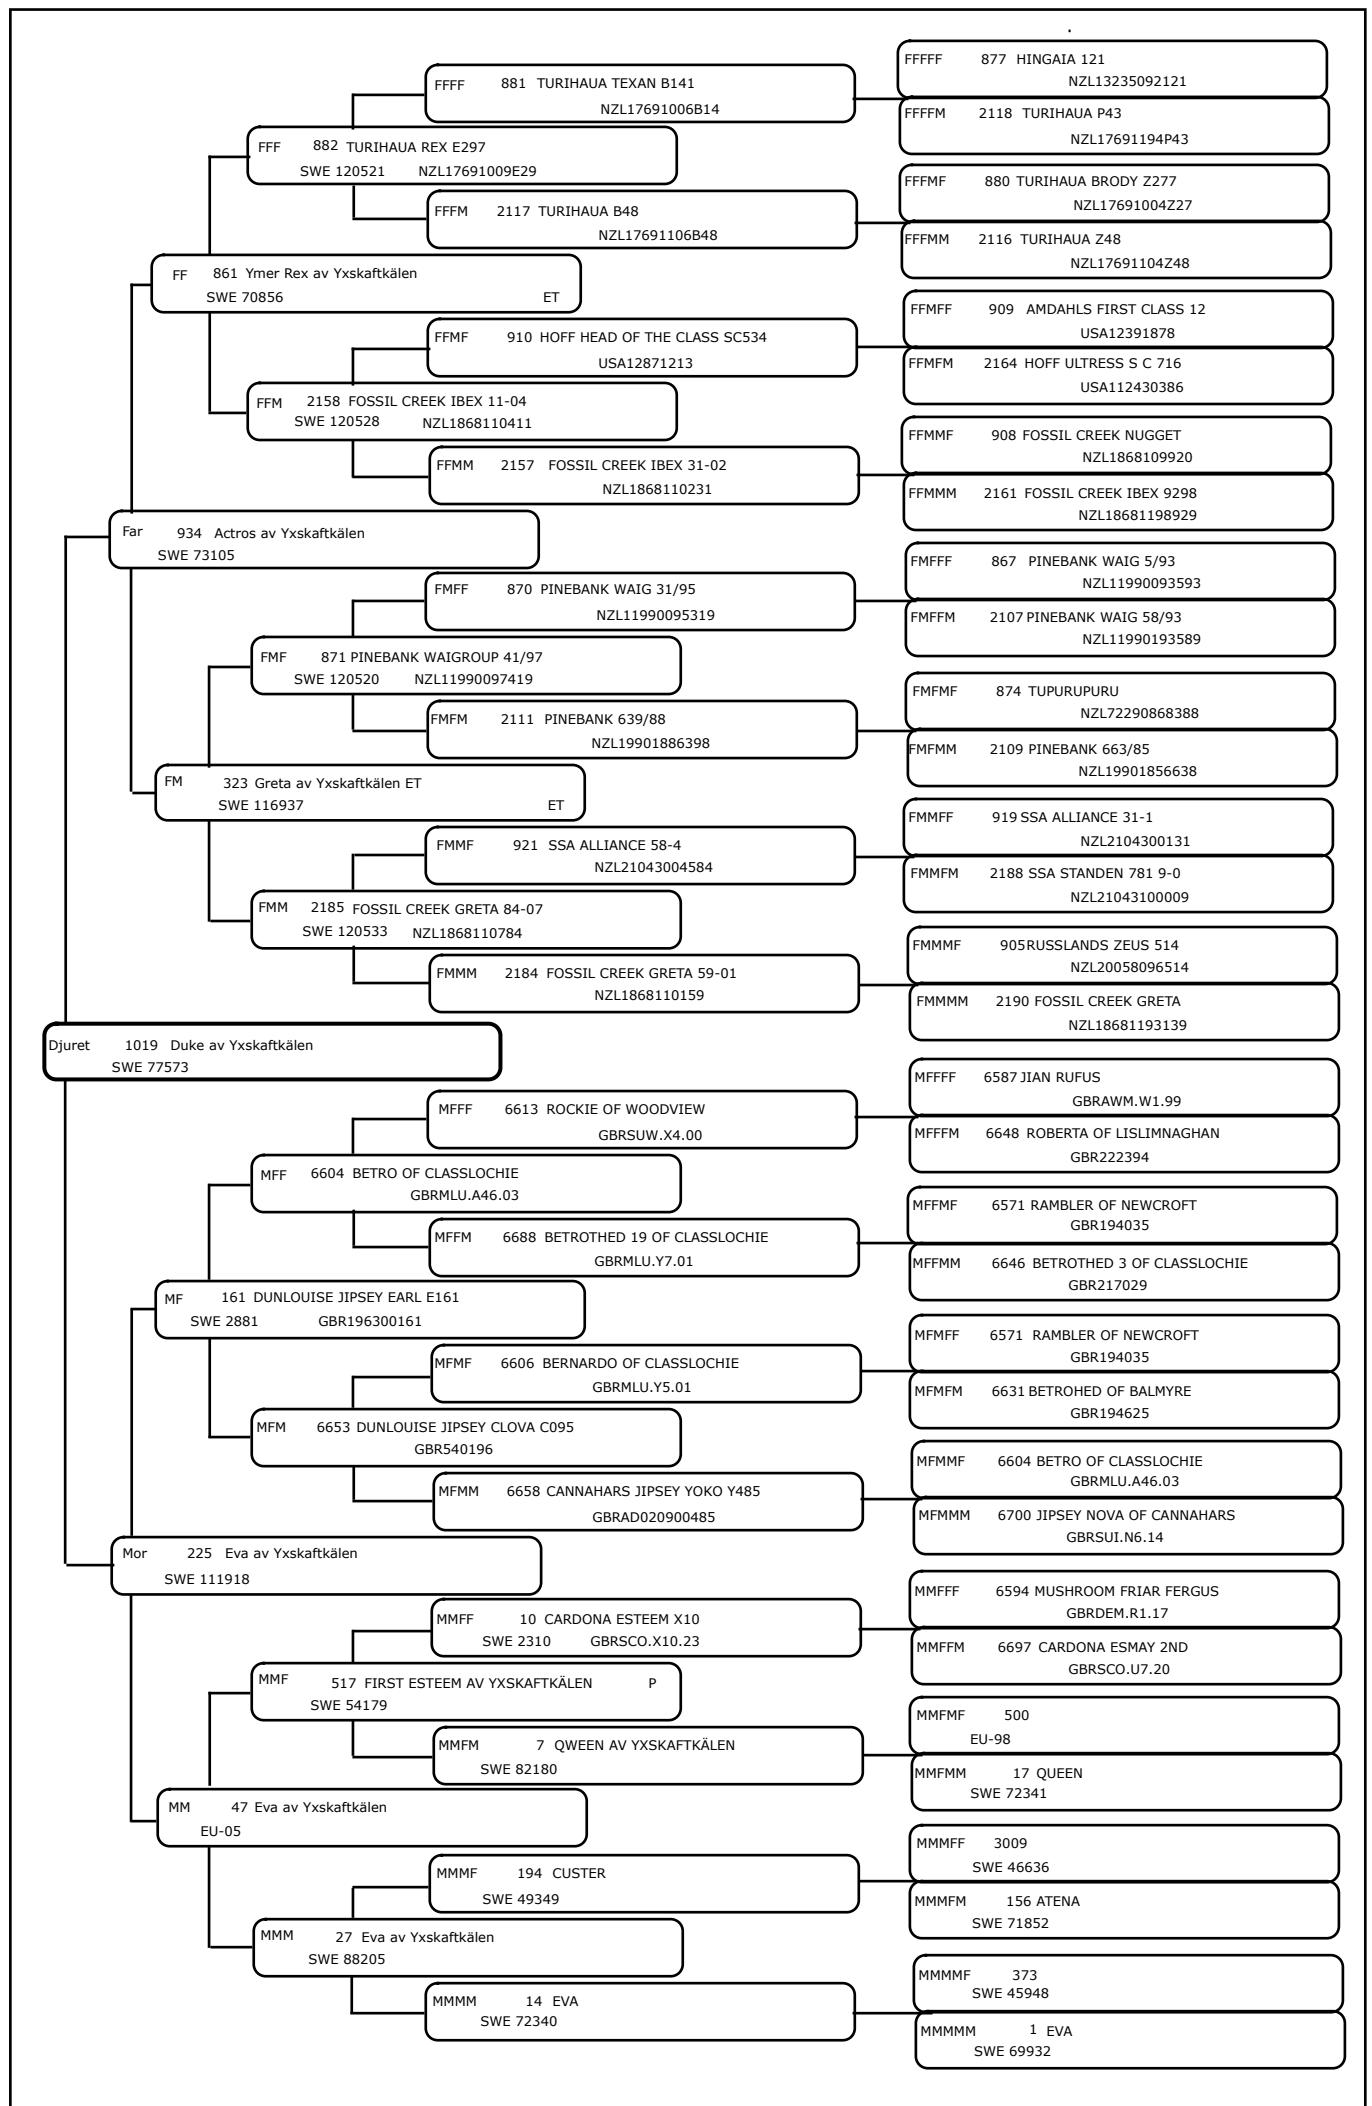 FFFFF 877 HINGAIA 121
NZL13235092121
FFFF 881 TURIHAUA TEXAN B141
NZL17691006B14
FFFFM 2118 TURIHAUA P43
NZL17691194P43
FFF 882 TURIHAUA REX E297
SWE 120521 NZL17691009E29
FFFMF 880 TURIHAUA BRODY Z277
NZL17691004Z27
FFFM 2117 TURIHAUA B48
NZL17691106B48
FFFMM 2116 TURIHAUA Z48
NZL17691104Z48
FF 861 Ymer Rex av Yxskaftkälen
SWE 70856 ET
FFMFF 909 AMDAHLS FIRST CLASS 12
USA12391878
FFMF 910 HOFF HEAD OF THE CLASS SC534
USA12871213
FFMFM 2164 HOFF ULTRESS S C 716
USA112430386
FFM 2158 FOSSIL CREEK IBEX 11-04
SWE 120528 NZL1868110411
FFMMF 908 FOSSIL CREEK NUGGET
NZL1868109920
FFMM 2157 FOSSIL CREEK IBEX 31-02
NZL1868110231
FFMMM 2161 FOSSIL CREEK IBEX 9298
NZL18681198929
Far 934 Actros av Yxskaftkälen
SWE 73105
FMFFF 867 PINEBANK WAIG 5/93
NZL11990093593
FMFF 870 PINEBANK WAIG 31/95
NZL11990095319
FMFFM 2107 PINEBANK WAIG 58/93
NZL11990193589
FMF 871 PINEBANK WAIGROUP 41/97
SWE 120520 NZL11990097419
FMFMF 874 TUPURUPURU
NZL72290868388
FMFM 2111 PINEBANK 639/88
NZL19901886398
FMFMM 2109 PINEBANK 663/85
NZL19901856638
FM 323 Greta av Yxskaftkälen ET
SWE 116937 ET
FMMFF 919 SSA ALLIANCE 31-1
NZL2104300131
FMMF 921 SSA ALLIANCE 58-4
NZL21043004584
FMMFM 2188 SSA STANDEN 781 9-0
NZL21043100009
FMM 2185 FOSSIL CREEK GRETA 84-07
SWE 120533 NZL1868110784
FMMMF 905 RUSSLANDS ZEUS 514
NZL20058096514
FMMM 2184 FOSSIL CREEK GRETA 59-01
NZL1868110159
FMMMM 2190 FOSSIL CREEK GRETA
NZL18681193139
Djuret 1019 Duke av Yxskaftkälen
SWE 77573
MFFFF 6587 JIAN RUFUS
GBRAWM.W1.99
MFFF 6613 ROCKIE OF WOODVIEW
GBRSUW.X4.00
MFFFM 6648 ROBERTA OF LISLIMNAGHAN
GBR222394
MFF 6604 BETRO OF CLASSLOCHIE
GBRMLU.A46.03
MFFMF 6571 RAMBLER OF NEWCROFT
GBR194035
MFFM 6688 BETROTHED 19 OF CLASSLOCHIE
GBRMLU.Y7.01
MFFMM 6646 BETROTHED 3 OF CLASSLOCHIE
GBR217029
MF 161 DUNLOUISE JIPSEY EARL E161
SWE 2881 GBR196300161
MFMFF 6571 RAMBLER OF NEWCROFT
GBR194035
MFMF 6606 BERNARDO OF CLASSLOCHIE
GBRMLU.Y5.01
MFMFM 6631 BETROHED OF BALMYRE
GBR194625
MFM 6653 DUNLOUISE JIPSEY CLOVA C095
GBR540196
MFMMF 6604 BETRO OF CLASSLOCHIE
GBRMLU.A46.03
MFMM 6658 CANNAHARS JIPSEY YOKO Y485
GBRAD020900485
MFMMM 6700 JIPSEY NOVA OF CANNAHARS
GBRSUI.N6.14
Mor 225 Eva av Yxskaftkälen
SWE 111918
MMFFF 6594 MUSHROOM FRIAR FERGUS
GBRDEM.R1.17
MMFF 10 CARDONA ESTEEM X10
SWE 2310 GBRSCO.X10.23
MMFFM 6697 CARDONA ESMAY 2ND
GBRSCO.U7.20
MMF 517 FIRST ESTEEM AV YXSKAFTKÄLEN P
SWE 54179
MMFMF 500
EU-98
MMFM 7 QWEEN AV YXSKAFTKÄLEN
SWE 82180
MMFMM 17 QUEEN
SWE 72341
MM 47 Eva av Yxskaftkälen
EU-05
MMMFF 3009
SWE 46636
MMMF 194 CUSTER
SWE 49349
MMMFM 156 ATENA
SWE 71852
MMM 27 Eva av Yxskaftkälen
SWE 88205
MMMMF 373
SWE 45948
MMMM 14 EVA
SWE 72340
MMMMM 1 EVA
SWE 69932